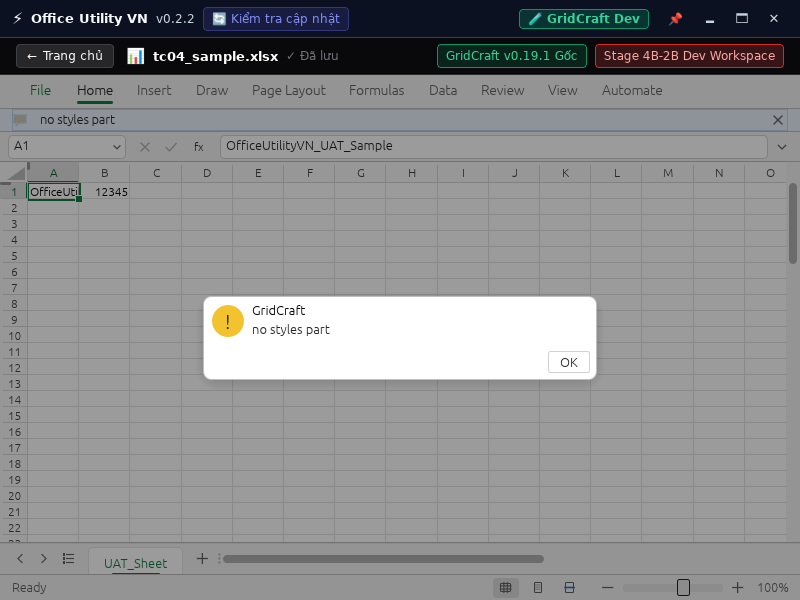 ⚡ Office Utility VN v0.2.2 🔄 Kiểm tra cập nhật 🧪 GridCraft Dev
← Trang chủ 📊 tc04_sample.xlsx ✓ Đã lưu GridCraft v0.19.1 Gốc Stage 4B-2B Dev Workspace
File Home Insert Draw Page Layout Formulas Data Review View Automate
no styles part
A1 fx OfficeUtilityVN_UAT_Sample
A B C D E F G H I J K L M N O
1 OfficeUti 12345
2
3
4
5
6
7
8
9
10
11
12
13
14
15
16
17
18
19
20
21
22
GridCraft
no styles part
OK
UAT_Sheet
Ready 100%